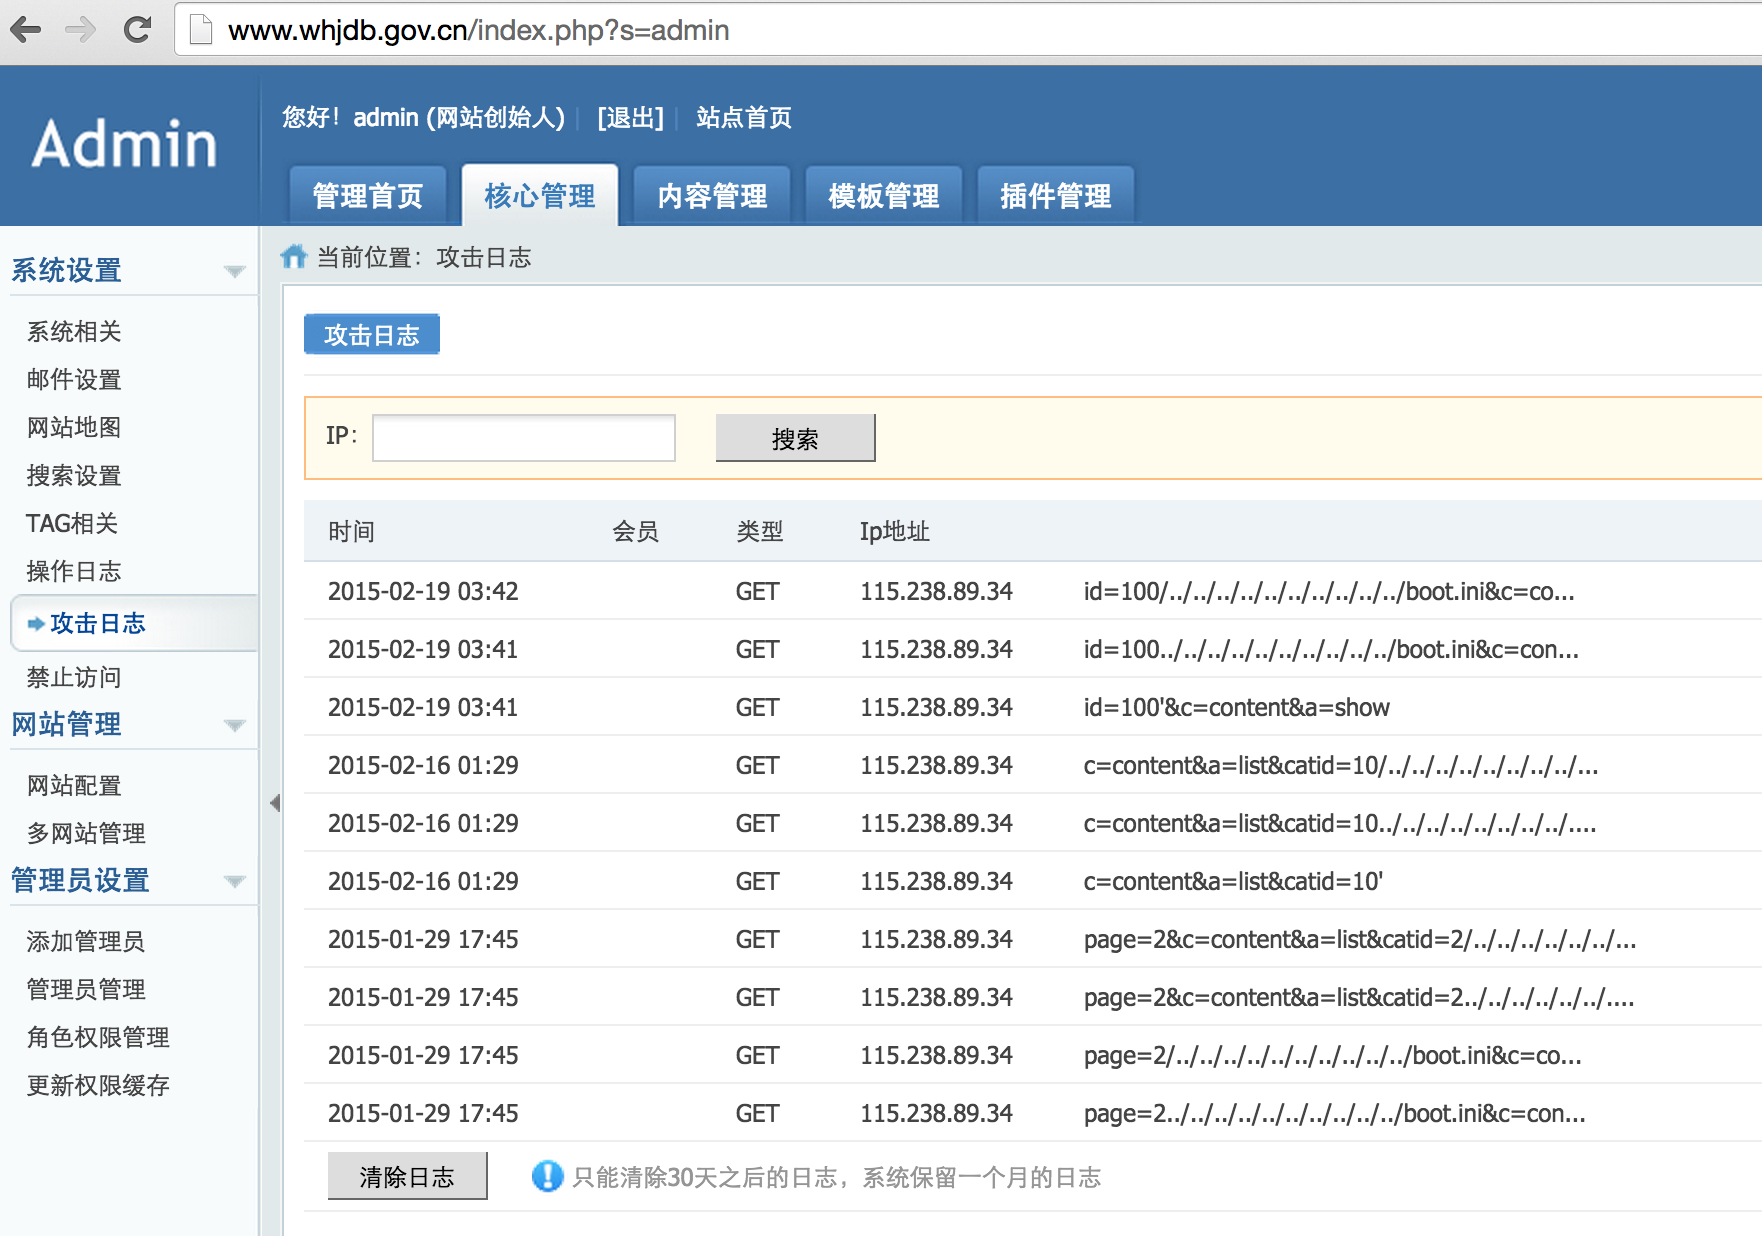 www.whjdb.gov.cn/index.php?s=admin
Admin
您好！admin (网站创始人) [退出] 站点首页
管理首页 核心管理 内容管理 模板管理 插件管理
当前位置：攻击日志
系统设置
系统相关
邮件设置
网站地图
搜索设置
TAG相关
操作日志
攻击日志
禁止访问
网站管理
网站配置
多网站管理
管理员设置
添加管理员
管理员管理
角色权限管理
更新权限缓存
攻击日志
IP： 搜索
时间 会员 类型 Ip地址
2015-02-19 03:42 GET 115.238.89.34 id=100/../../../../../../../../../../boot.ini&c=co...
2015-02-19 03:41 GET 115.238.89.34 id=100../../../../../../../../../../boot.ini&c=con...
2015-02-19 03:41 GET 115.238.89.34 id=100'&c=content&a=show
2015-02-16 01:29 GET 115.238.89.34 c=content&a=list&catid=10/../../../../../../../../...
2015-02-16 01:29 GET 115.238.89.34 c=content&a=list&catid=10../../../../../../../../....
2015-02-16 01:29 GET 115.238.89.34 c=content&a=list&catid=10'
2015-01-29 17:45 GET 115.238.89.34 page=2&c=content&a=list&catid=2/../../../../../../...
2015-01-29 17:45 GET 115.238.89.34 page=2&c=content&a=list&catid=2../../../../../../....
2015-01-29 17:45 GET 115.238.89.34 page=2/../../../../../../../../../../boot.ini&c=co...
2015-01-29 17:45 GET 115.238.89.34 page=2../../../../../../../../../../boot.ini&c=con...
清除日志 只能清除30天之后的日志，系统保留一个月的日志